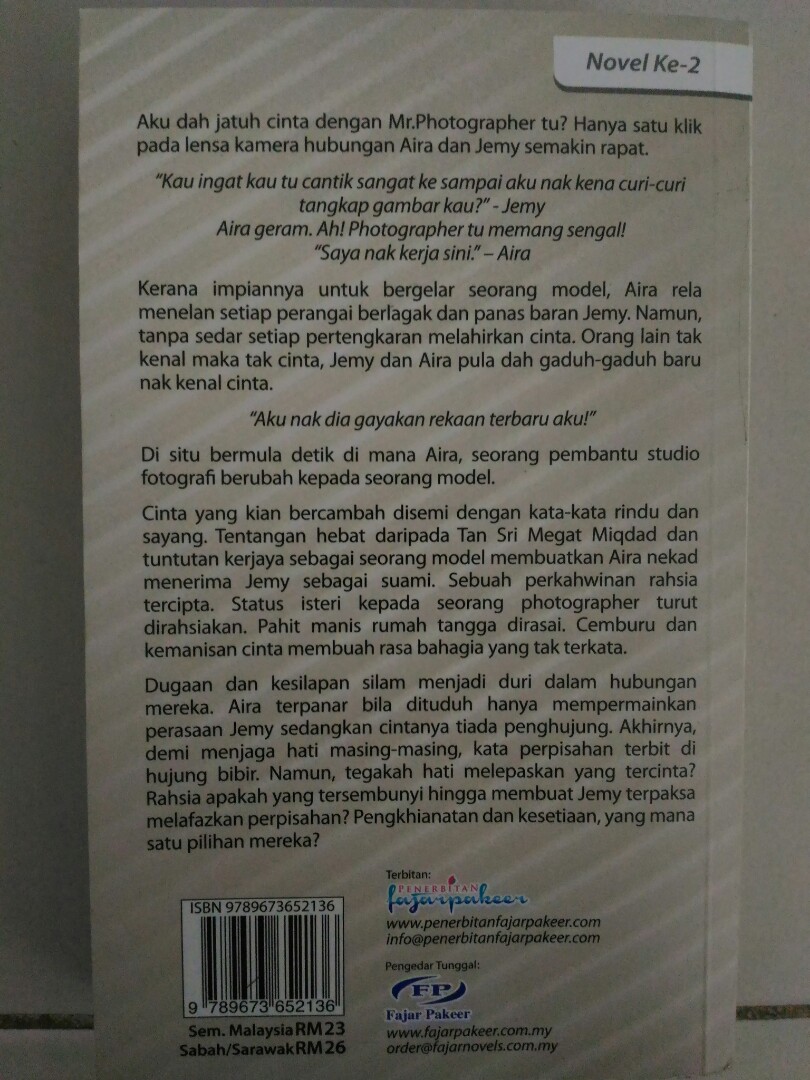 Novel Ke-2
Aku dah jatuh cinta dengan Mr.Photographer tu? Hanya satu klik
pada lensa kamera hubungan Aira dan Jemy semakin rapat.
“Kau ingat kau tu cantik sangat ke sampai aku nak kena curi-curi
tangkap gambar kau?” - Jemy
Aira geram. Ah! Photographer tu memang sengal!
“Saya nak kerja sini.” – Aira
Kerana impiannya untuk bergelar seorang model, Aira rela
menelan setiap perangai berlagak dan panas baran Jemy. Namun,
tanpa sedar setiap pertengkaran melahirkan cinta. Orang lain tak
kenal maka tak cinta, Jemy dan Aira pula dah gaduh-gaduh baru
nak kenal cinta.
“Aku nak dia gayakan rekaan terbaru aku!”
Di situ bermula detik di mana Aira, seorang pembantu studio
fotografi berubah kepada seorang model.
Cinta yang kian bercambah disemi dengan kata-kata rindu dan
sayang. Tentangan hebat daripada Tan Sri Megat Miqdad dan
tuntutan kerjaya sebagai seorang model membuatkan Aira nekad
menerima Jemy sebagai suami. Sebuah perkahwinan rahsia
tercipta. Status isteri kepada seorang photographer turut
dirahsiakan. Pahit manis rumah tangga dirasai. Cemburu dan
kemanisan cinta membuah rasa bahagia yang tak terkata.
Dugaan dan kesilapan silam menjadi duri dalam hubungan
mereka. Aira terpanar bila dituduh hanya mempermainkan
perasaan Jemy sedangkan cintanya tiada penghujung. Akhirnya,
demi menjaga hati masing-masing, kata perpisahan terbit di
hujung bibir. Namun, tegakah hati melepaskan yang tercinta?
Rahsia apakah yang tersembunyi hingga membuat Jemy terpaksa
melafazkan perpisahan? Pengkhianatan dan kesetiaan, yang mana
satu pilihan mereka?
ISBN 9789673652136
9 789673 652136
Sem. Malaysia RM23
Sabah/Sarawak RM26
Terbitan:
PENERBITAN
fajarpakeer
www.penerbitanfajarpakeer.com
info@penerbitanfajarpakeer.com
Pengedar Tunggal:
FP
Fajar Pakeer
www.fajarpakeer.com.my
order@fajarnovels.com.my